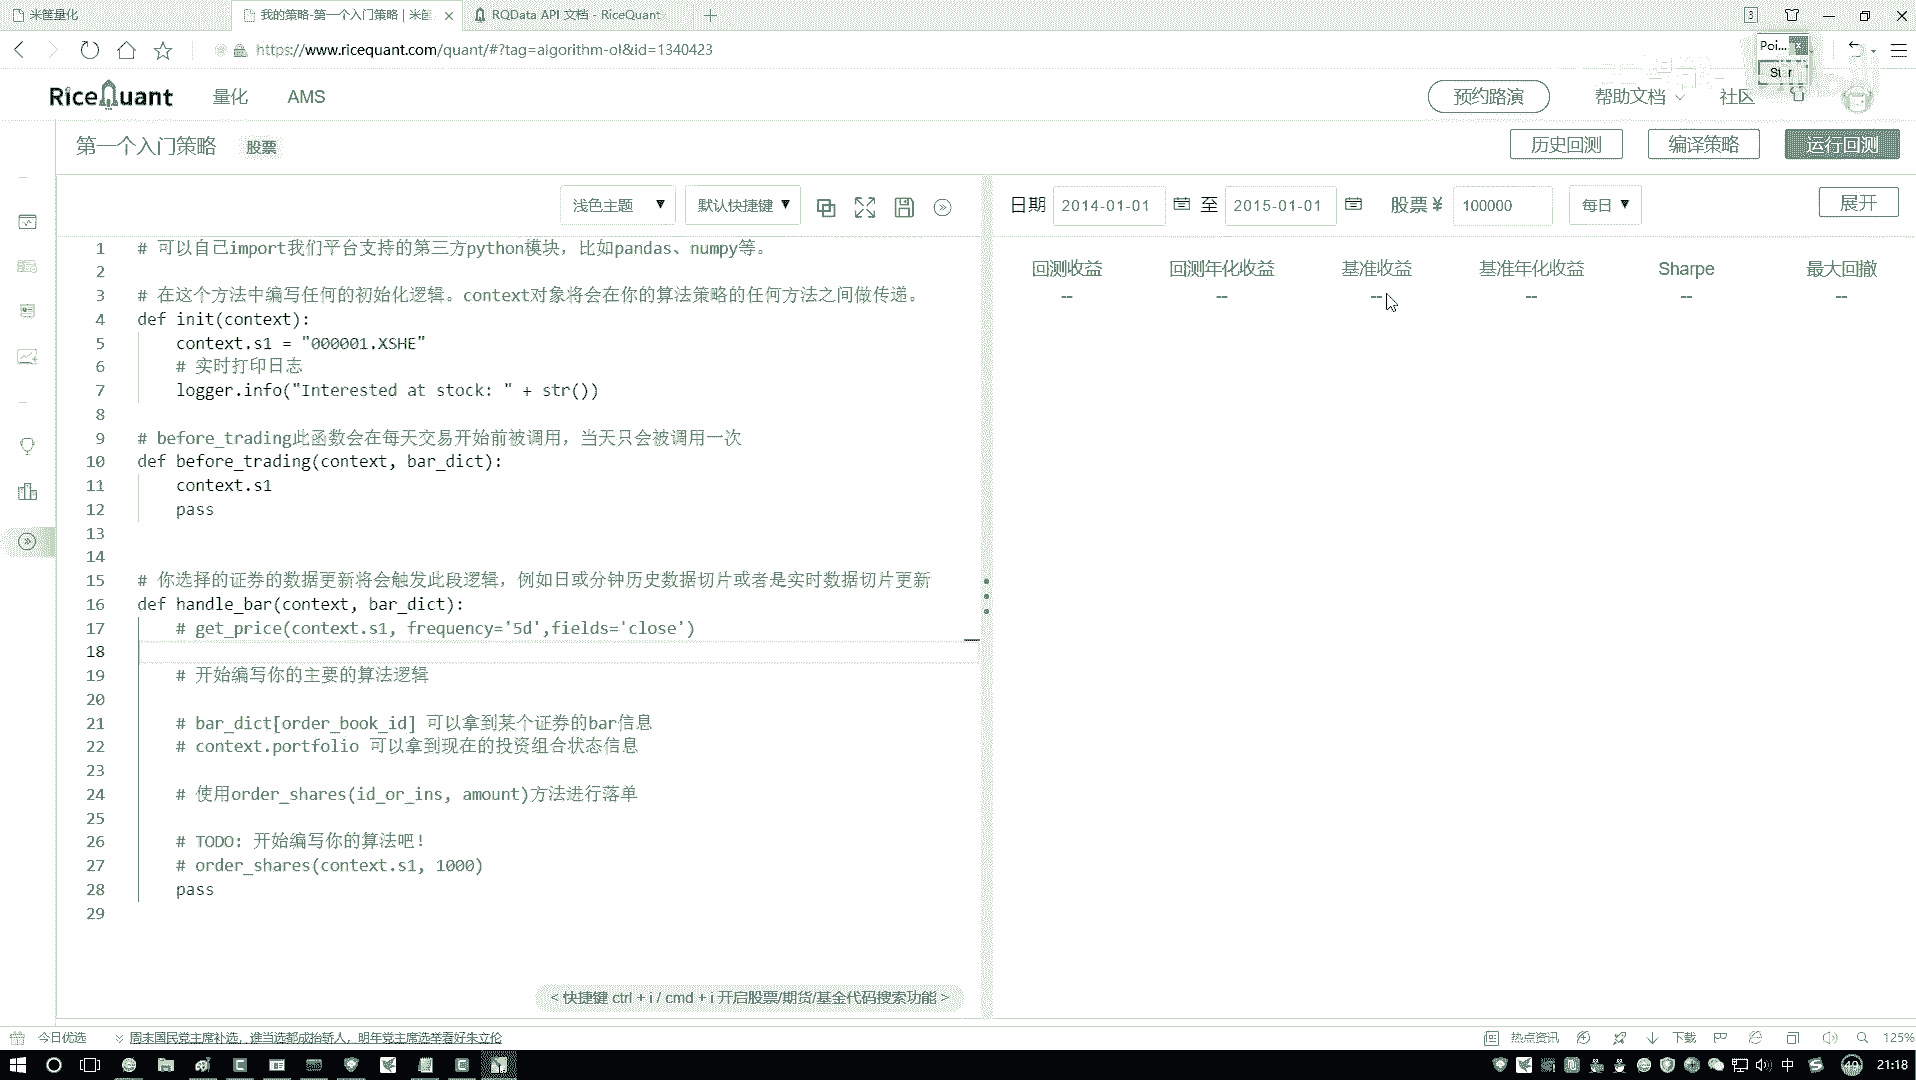 米筐量化
我的策略-第一个入门策略 | 米筐
RQData API 文档 - RiceQuant
3
https://www.ricequant.com/quant/#?tag=algorithm-ol&id=1340423
Poi...
RiceQuant
量化
AMS
预约路演
帮助文档
社区
第一个入门策略
股票
历史回测
编译策略
运行回测
浅色主题 ▼
默认快捷键 ▼
日期 2014-01-01 至 2015-01-01 股票 ¥ 100000 每日 ▼
展开
回测收益 回测年化收益 基准收益 基准年化收益 Sharpe 最大回撤
-- -- -- -- -- --
1 # 可以自己import我们平台支持的第三方python模块，比如pandas、numpy等。
2
3 # 在这个方法中编写任何的初始化逻辑。context对象将会在你的算法策略的任何方法之间做传递。
4 def init(context):
5     context.s1 = "000001.XSHE"
6     # 实时打印日志
7     logger.info("Interested at stock: " + str())
8
9 # before_trading此函数会在每天交易开始前被调用，当天只会被调用一次
10 def before_trading(context, bar_dict):
11     context.s1
12     pass
13
14
15 # 你选择的证券的数据更新将会触发此段逻辑，例如日或分钟历史数据切片或者是实时数据切片更新
16 def handle_bar(context, bar_dict):
17     # get_price(context.s1, frequency='5d',fields='close')
18
19     # 开始编写你的主要的算法逻辑
20
21     # bar_dict[order_book_id] 可以拿到某个证券的bar信息
22     # context.portfolio 可以拿到现在的投资组合状态信息
23
24     # 使用order_shares(id_or_ins, amount)方法进行落单
25
26     # TODO: 开始编写你的算法吧！
27     # order_shares(context.s1, 1000)
28     pass
29
< 快捷键 ctrl + i / cmd + i 开启股票/期货/基金代码搜索功能 >
今日优选
周末国民党主席补选，谁当选都成抬轿人，明年党主席选举看好朱立伦
热点资讯
下载
125%
中
49
21:18